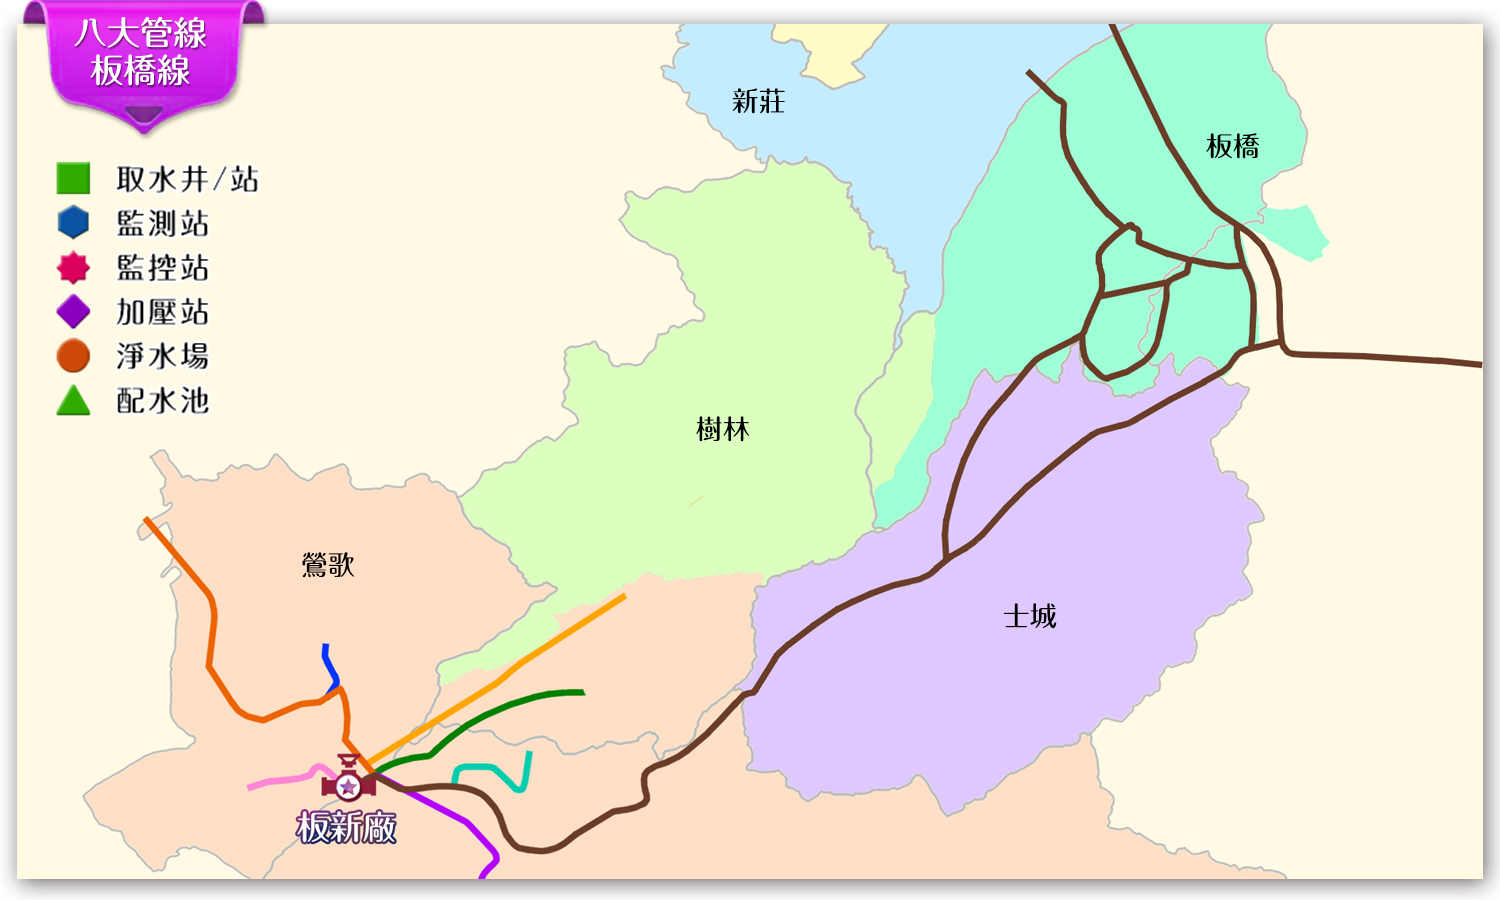 八大管線
板橋線
取水井/站
監測站
監控站
加壓站
淨水場
配水池
新莊
板橋
樹林
鶯歌
土城
板新廠